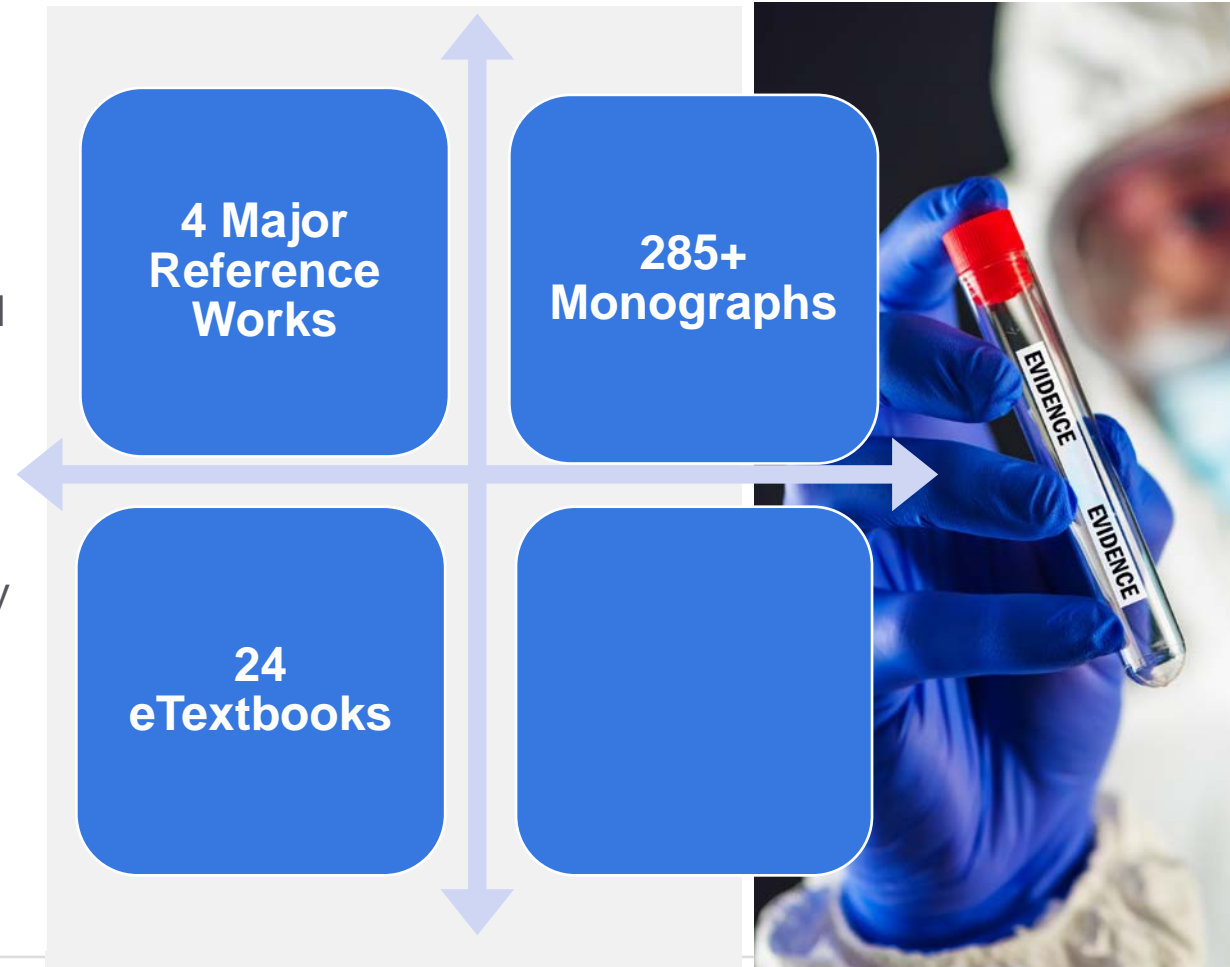 4 Major
Reference
Works
285+
Monographs
24
eTextbooks
EVIDENCE
EVIDENCE